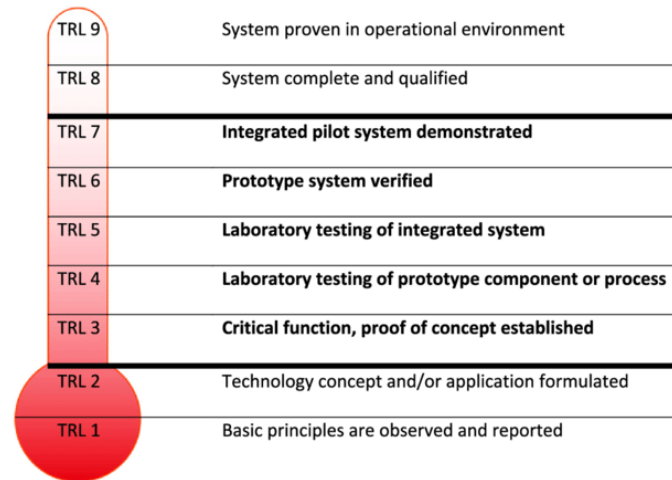 TRL 9 System proven in operational environment
TRL 8 System complete and qualified
TRL 7 Integrated pilot system demonstrated
TRL 6 Prototype system verified
TRL 5 Laboratory testing of integrated system
TRL 4 Laboratory testing of prototype component or process
TRL 3 Critical function, proof of concept established
TRL 2 Technology concept and/or application formulated
TRL 1 Basic principles are observed and reported